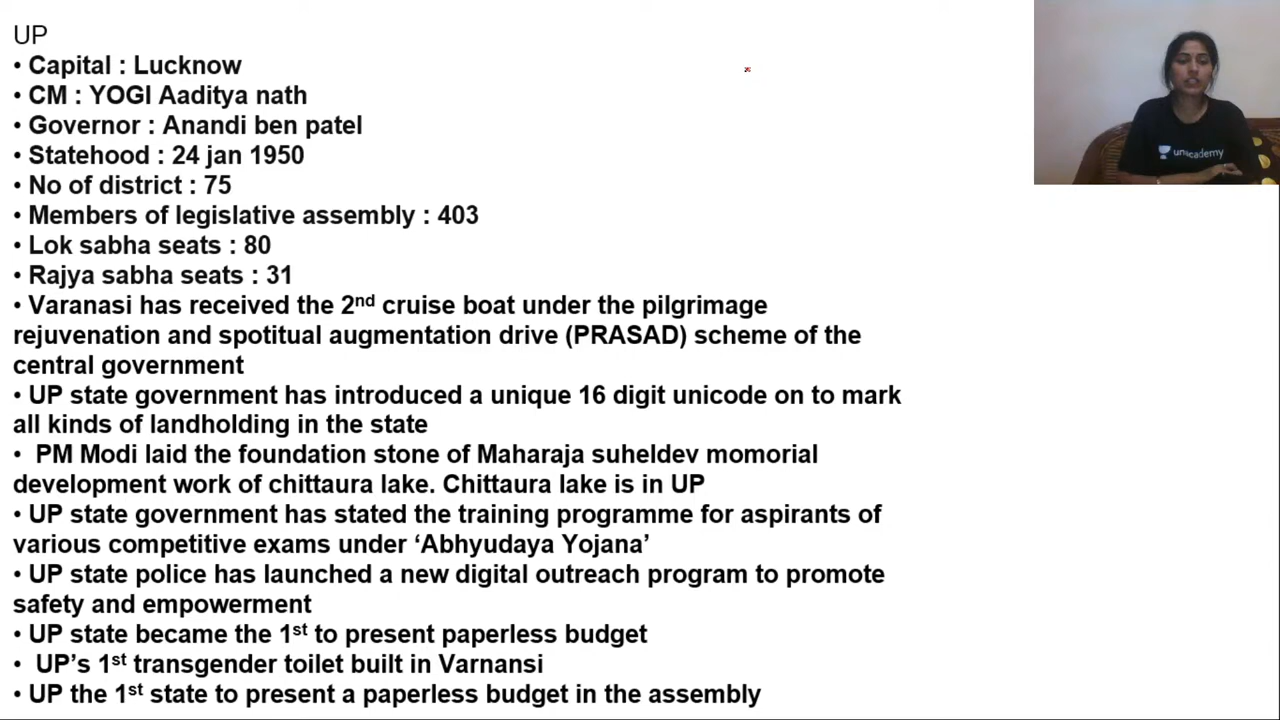 UP
• Capital : Lucknow
• CM : YOGI Aaditya nath
• Governor : Anandi ben patel
• Statehood : 24 jan 1950
• No of district : 75
• Members of legislative assembly : 403
• Lok sabha seats : 80
• Rajya sabha seats : 31
• Varanasi has received the 2nd cruise boat under the pilgrimage
rejuvenation and spotitual augmentation drive (PRASAD) scheme of the
central government
• UP state government has introduced a unique 16 digit unicode on to mark
all kinds of landholding in the state
• PM Modi laid the foundation stone of Maharaja suheldev momorial
development work of chittaura lake. Chittaura lake is in UP
• UP state government has stated the training programme for aspirants of
various competitive exams under ‘Abhyudaya Yojana’
• UP state police has launched a new digital outreach program to promote
safety and empowerment
• UP state became the 1st to present paperless budget
• UP’s 1st transgender toilet built in Varnansi
• UP the 1st state to present a paperless budget in the assembly
unacademy